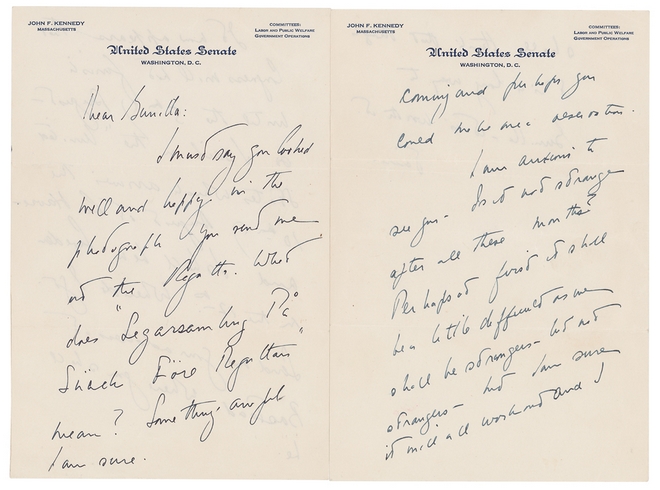 JOHN F. KENNEDY
MASSACHUSETTS
COMMITTEES:
LABOR AND PUBLIC WELFARE
GOVERNMENT OPERATIONS
United States Senate
WASHINGTON, D. C.
Dear Gunilla:
I must say you looked
well and happy in the
photograph you send me
at the Regatta. What
does "Segarsamling På
Skäck Före Regattan"
mean? Something awful
I am sure.
JOHN F. KENNEDY
MASSACHUSETTS
COMMITTEES:
LABOR AND PUBLIC WELFARE
GOVERNMENT OPERATIONS
United States Senate
WASHINGTON, D. C.
coming and perhaps you
could make me a reservation.
I am anxious to
see you - Is it not strange
after all these months?
Perhaps at first it shall
be a little difficult as we
shall be strangers - but not
strangers - but I am sure
it will all work out and I